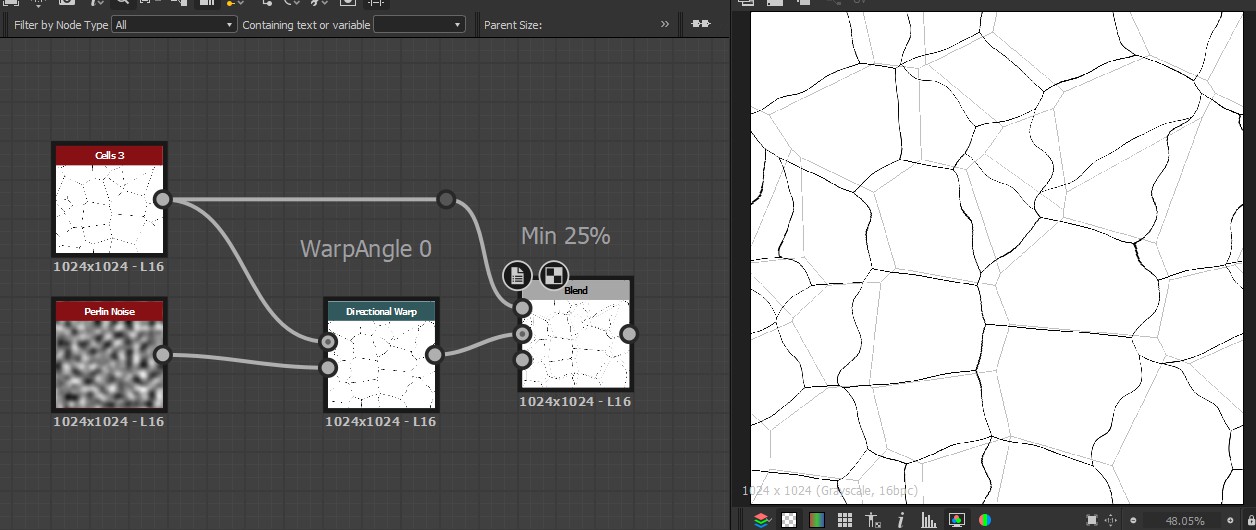 Filter by Node Type All Containing text or variable Parent Size: »
Cells 3
1024x1024 - L16
WarpAngle 0
Min 25%
Perlin Noise
1024x1024 - L16
Directional Warp
1024x1024 - L16
Blend
1024x1024 - L16
1024 x 1024 (Grayscale, 16bpc)
48.05%